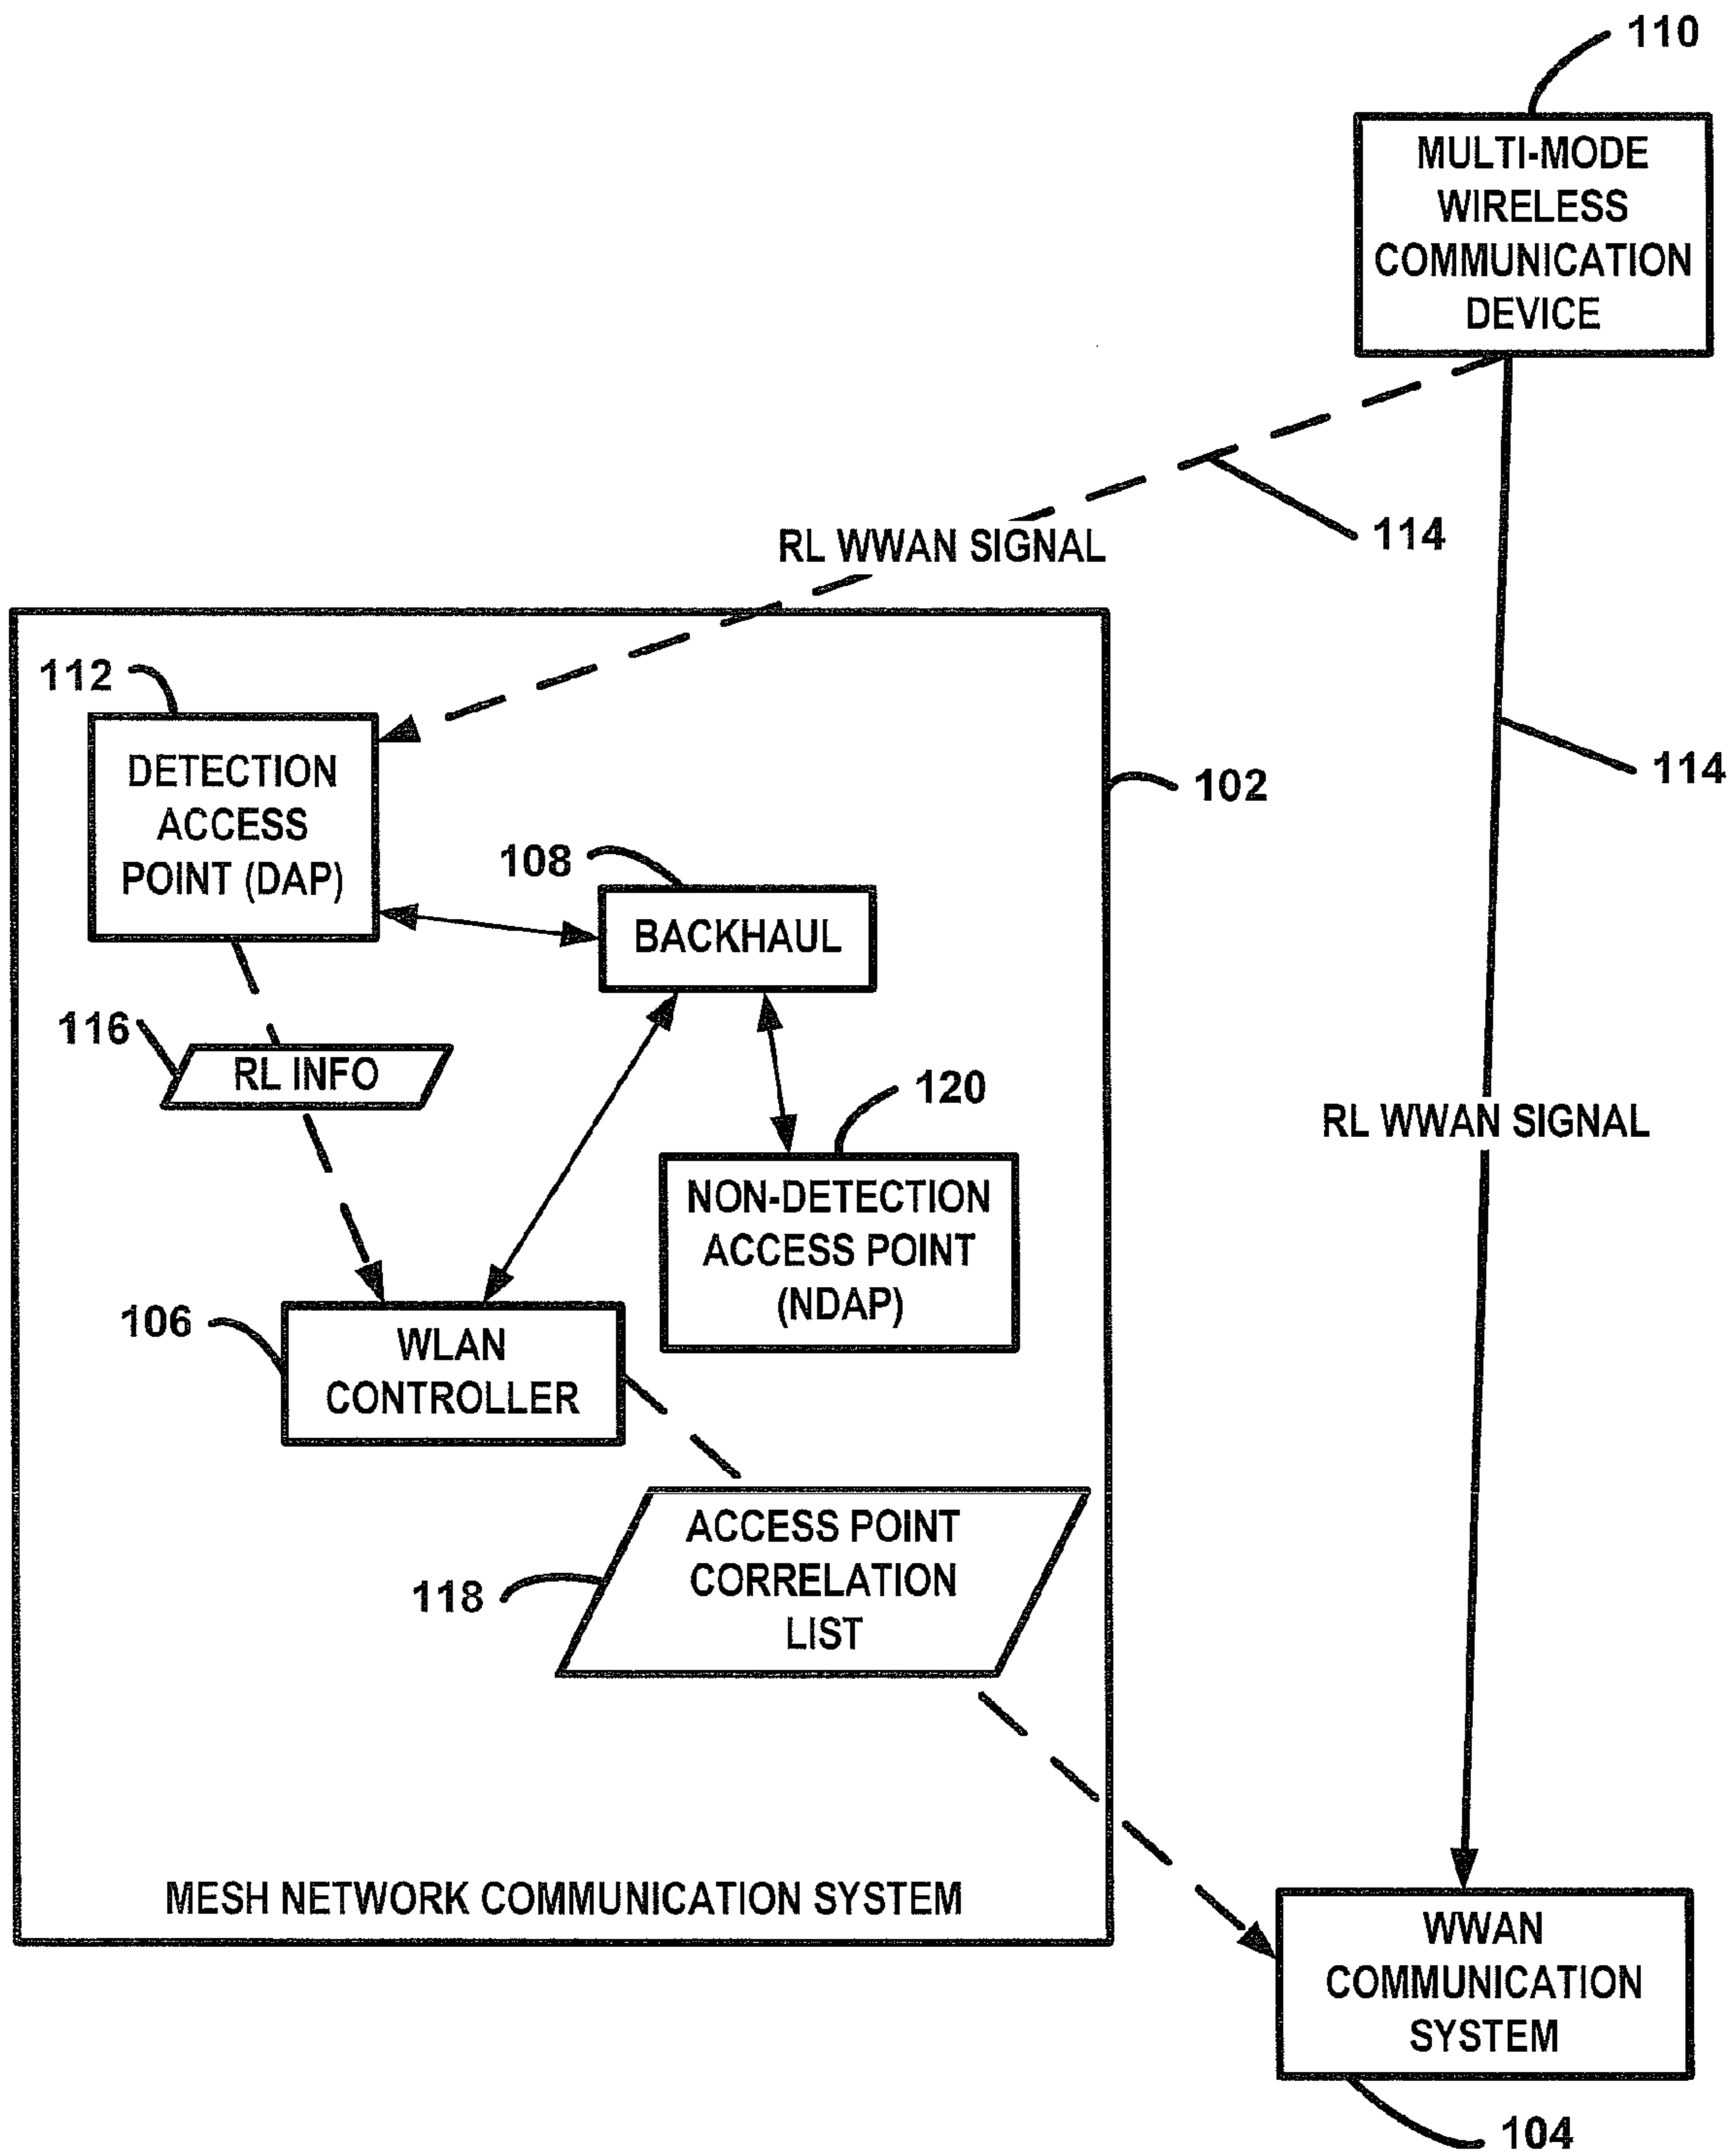 110
MULTI-MODE
WIRELESS
COMMUNICATION
DEVICE
114
RL WWAN SIGNAL
112
DETECTION
ACCESS
POINT (DAP)
102
114
108
BACKHAUL
116
RL INFO
120
RL WWAN SIGNAL
NON-DETECTION
ACCESS POINT
(NDAP)
106
WLAN
CONTROLLER
118
ACCESS POINT
CORRELATION
LIST
MESH NETWORK COMMUNICATION SYSTEM
WWAN
COMMUNICATION
SYSTEM
104